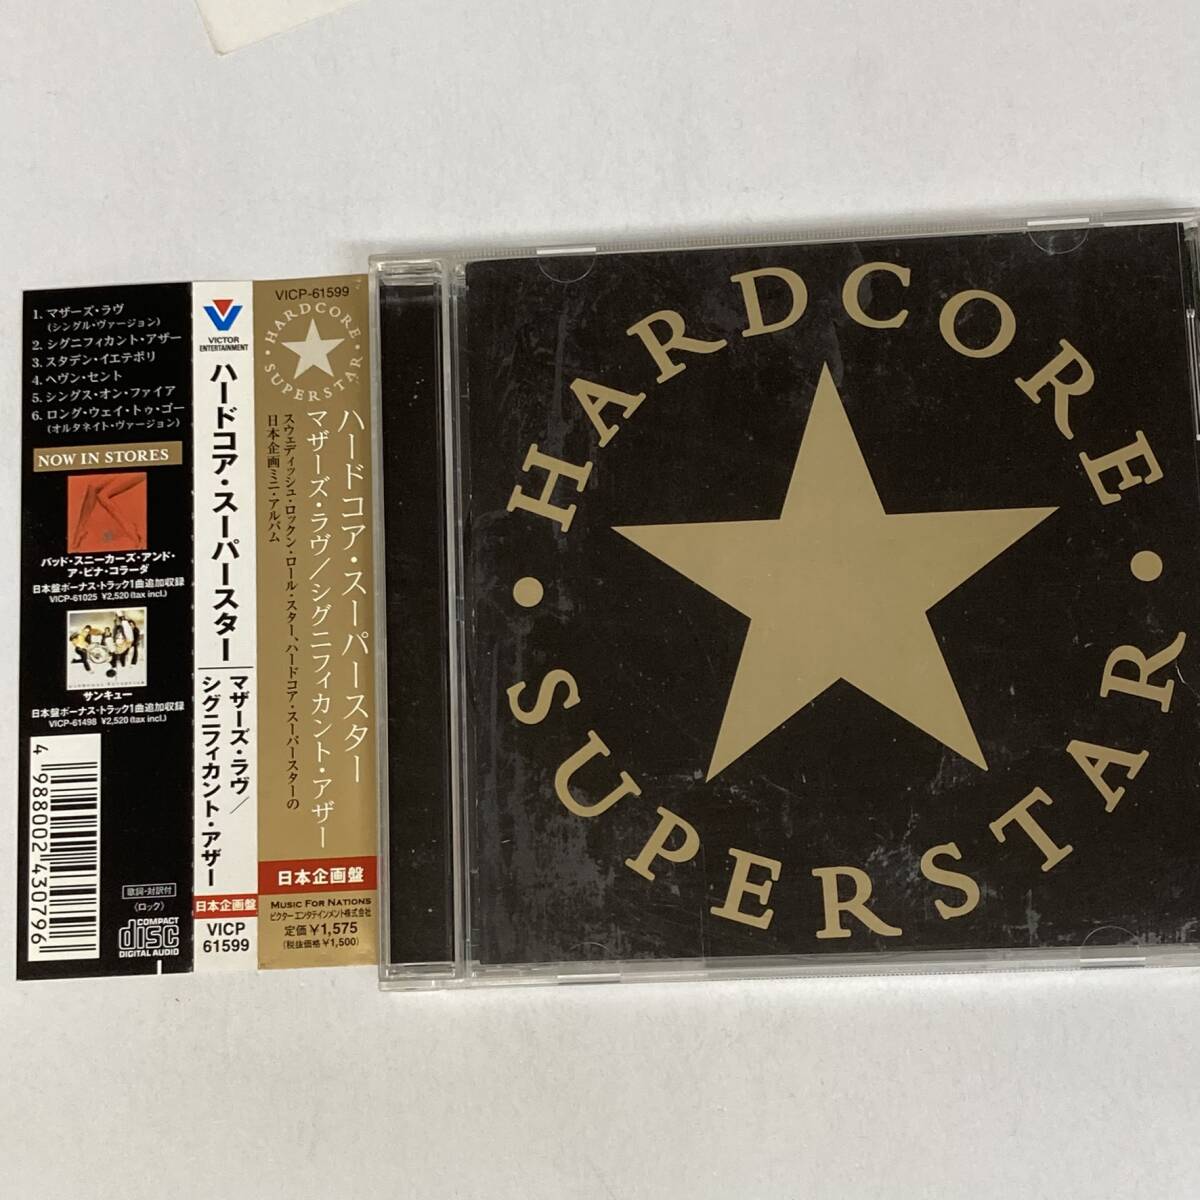 1. マザーズ・ラヴ
(シングル・ヴァージョン)
2. シグニフィカント・アザー
3. スタデン・イエテボリ
4. ヘヴン・セント
5. シングス・オン・ファイア
6. ロング・ウェイ・トゥ・ゴー
(オルタネイト・ヴァージョン)
NOW IN STORES
バッド・スニーカーズ・アンド・
ア・ピナ・コラーダ
日本盤ボーナス・トラック1曲追加収録
VICP-61025 ¥2,520(tax incl.)
サンキュー
日本盤ボーナス・トラック1曲追加収録
VICP-61498 ¥2,520(tax incl.)
4 988002 430796
歌詞・対訳付
〈ロック〉
COMPACT
disc
DIGITAL AUDIO
VICTOR
ENTERTAINMENT
ハードコア・スーパースター
マザーズ・ラヴ/
シグニフィカント・アザー
日本企画盤
VICP
61599
VICP-61599
HARDCORE
SUPERSTAR
ハードコア・スーパースター
マザーズ・ラヴ/シグニフィカント・アザー
スウェディッシュ・ロックン・ロール・スター、ハードコア・スーパースターの
日本企画ミニ・アルバム
日本企画盤
MUSIC FOR NATIONS
ビクターエンタテインメント株式会社
定価¥1,575
(税抜価格¥1,500)
HARDCORE
SUPERSTAR